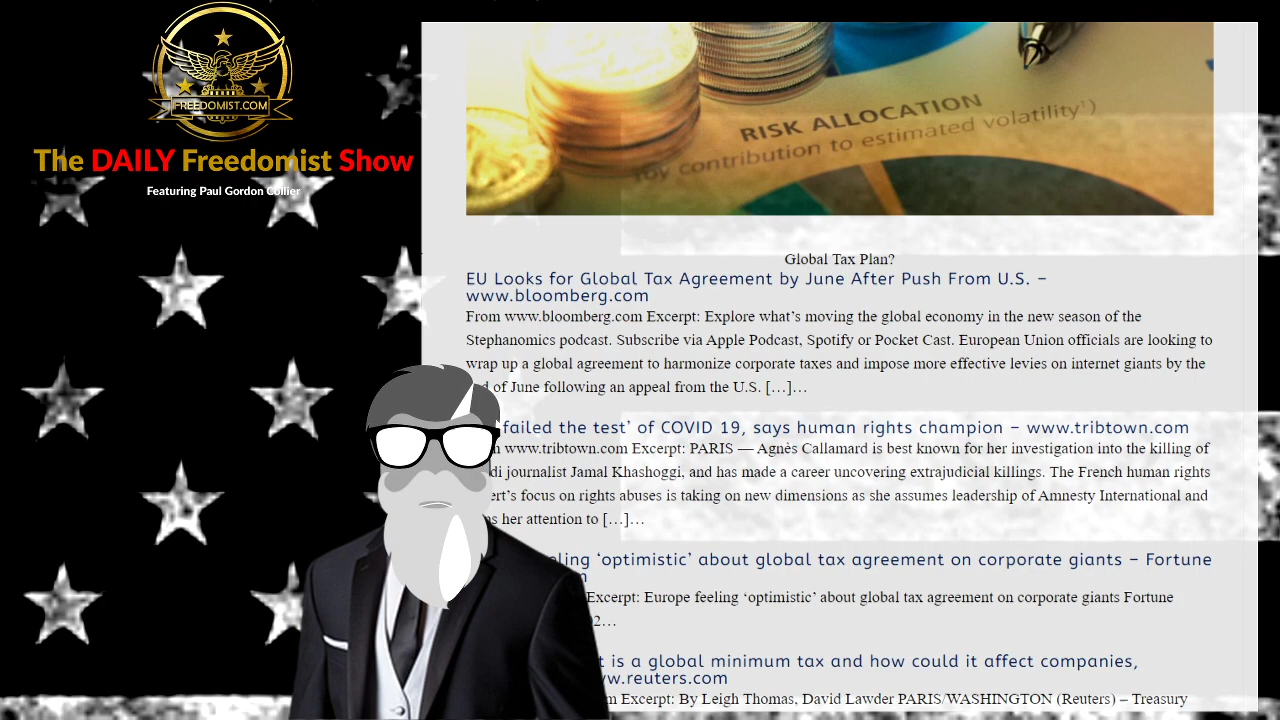 FREEDOMIST.COM
The DAILY Freedomist Show
Featuring Paul Gordon Collier
RISK ALLOCATION
(by contribution to estimated volatility¹)
Global Tax Plan?
EU Looks for Global Tax Agreement by June After Push From U.S. –
www.bloomberg.com
From www.bloomberg.com Excerpt: Explore what’s moving the global economy in the new season of the
Stephanomics podcast. Subscribe via Apple Podcast, Spotify or Pocket Cast. European Union officials are looking to
wrap up a global agreement to harmonize corporate taxes and impose more effective levies on internet giants by the
of June following an appeal from the U.S. […]…
failed the test’ of COVID 19, says human rights champion – www.tribtown.com
www.tribtown.com Excerpt: PARIS — Agnès Callamard is best known for her investigation into the killing of
journalist Jamal Khashoggi, and has made a career uncovering extrajudicial killings. The French human rights
focus on rights abuses is taking on new dimensions as she assumes leadership of Amnesty International and
her attention to […]…
‘optimistic’ about global tax agreement on corporate giants – Fortune
Excerpt: Europe feeling ‘optimistic’ about global tax agreement on corporate giants Fortune
is a global minimum tax and how could it affect companies,
Excerpt: By Leigh Thomas, David Lawder PARIS/WASHINGTON (Reuters) – Treasury